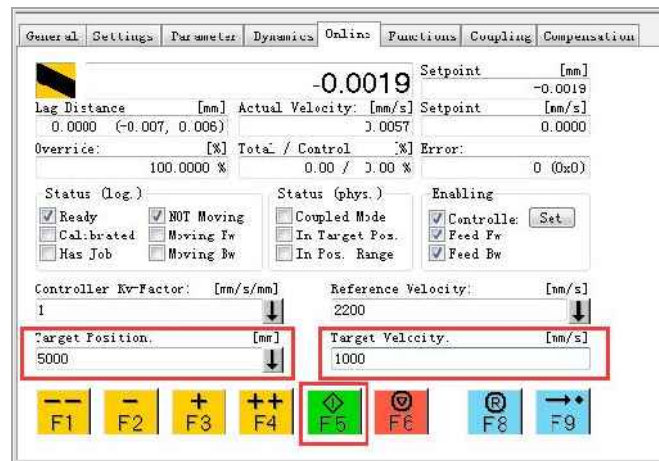 General Settings Parameter Dynamics Online Functions Coupling Compensation
-0.0019
Setpoint [mm]
-0.0019
Lag Distance [mm] Actual Velocity: [mm/s] Setpoint [mm/s]
0.0000 (-0.007, 0.006) 0.0057 0.0000
Override: [%] Total / Control [%] Error:
100.0000 % 0.00 / 0.00 % 0 (0x0)
Status (log.) Status (phys.) Enabling
Ready NOT Moving Coupled Mode Controlle: Set
Calibrated Moving Fw In Target Pos. Feed Fw
Has Job Moving Bw In Pos. Range Feed Bw
Controller Kv-Factor: [mm/s/mm] Reference Velocity: [mm/s]
1 2200
Target Position. [mm] Target Velocity. [mm/s]
5000 1000
-- - + ++ R
F1 F2 F3 F4 F5 F6 F8 F9